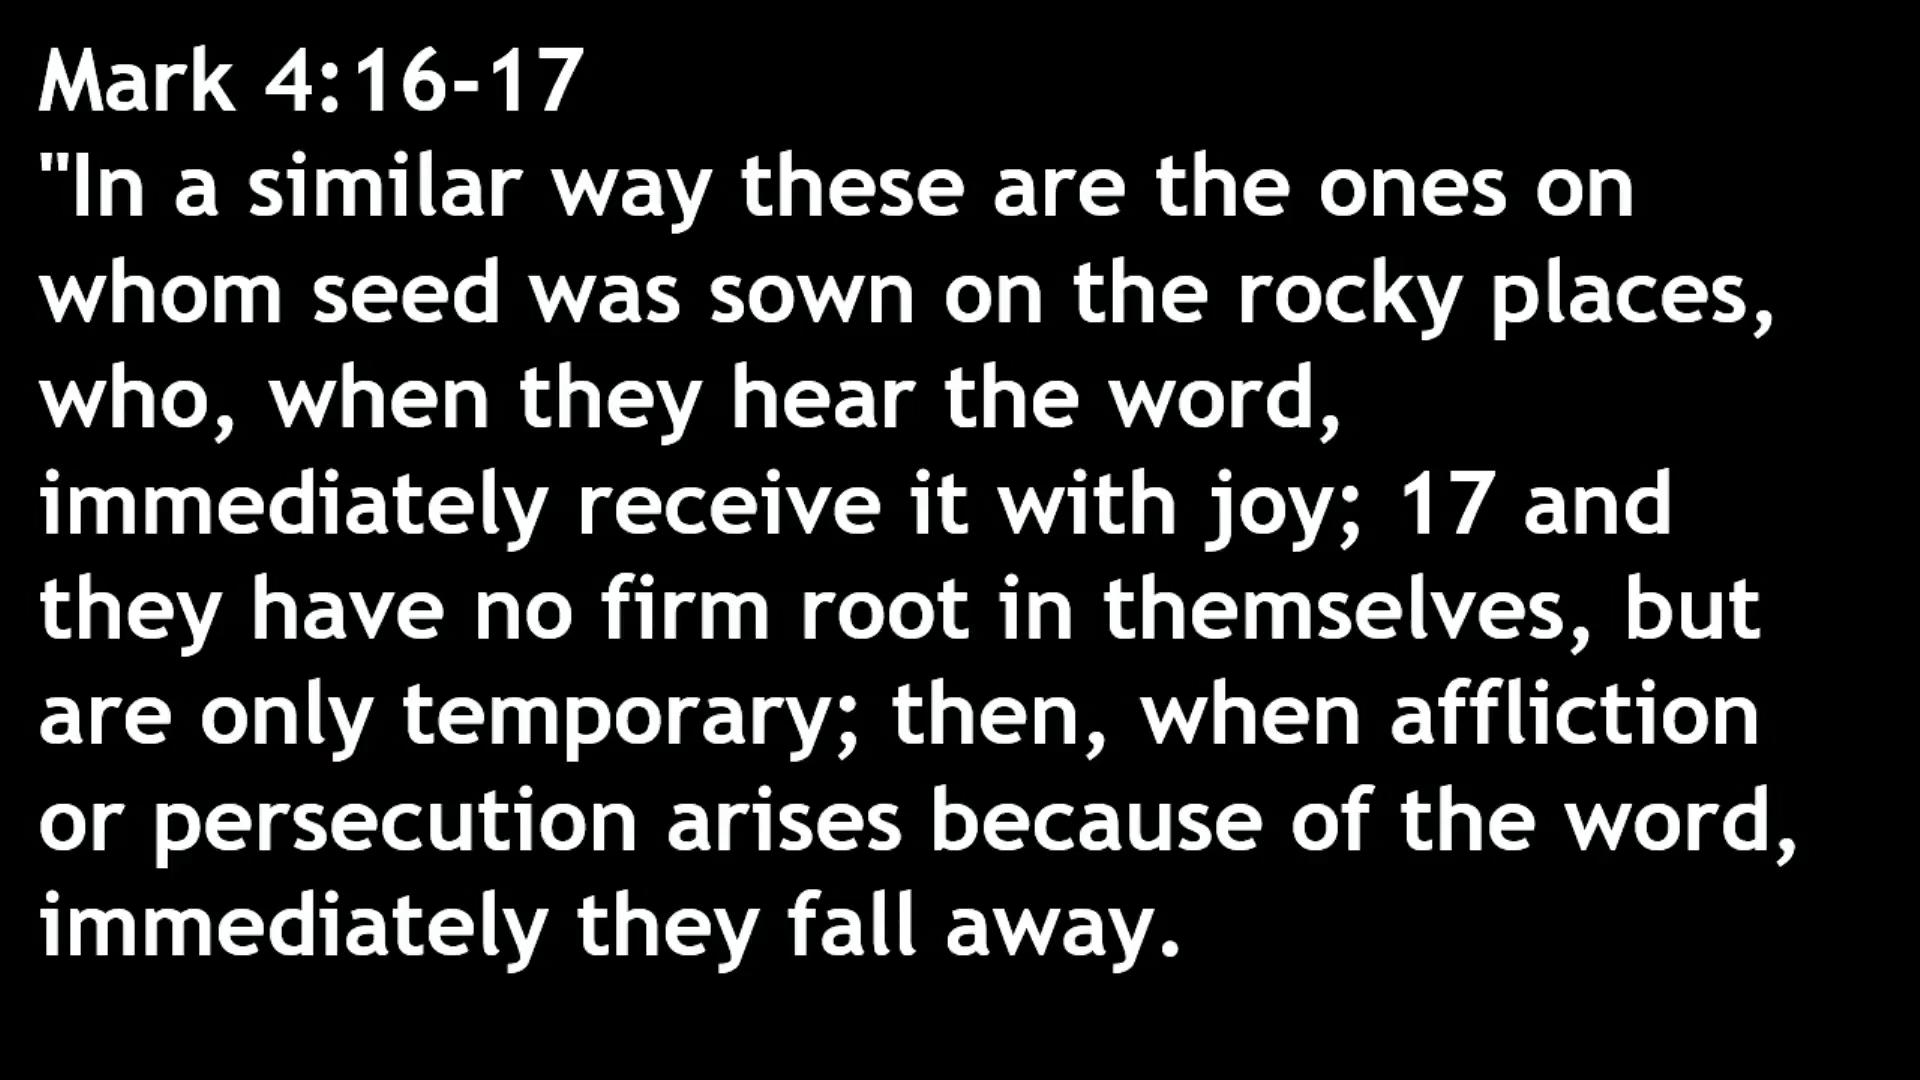 Mark 4:16-17
"In a similar way these are the ones on
whom seed was sown on the rocky places,
who, when they hear the word,
immediately receive it with joy; 17 and
they have no firm root in themselves, but
are only temporary; then, when affliction
or persecution arises because of the word,
immediately they fall away.